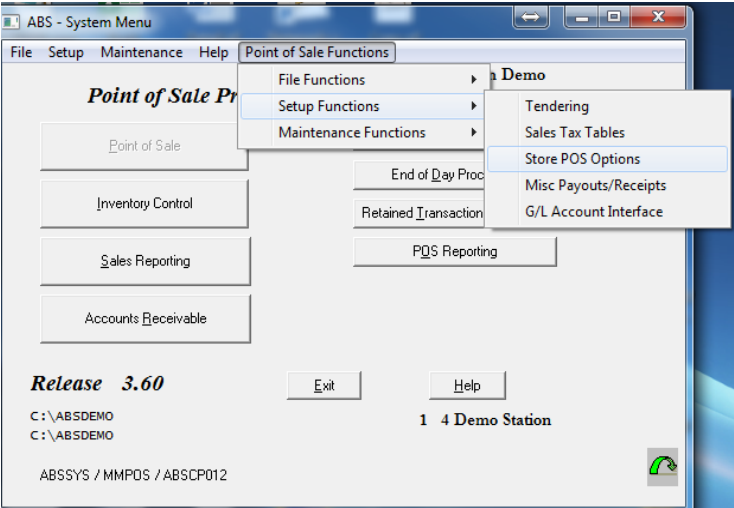 ABS - System Menu
File Setup Maintenance Help Point of Sale Functions
File Functions
Setup Functions
Maintenance Functions
Tendering
Sales Tax Tables
Store POS Options
Misc Payouts/Receipts
G/L Account Interface
Demo
Point of Sale
Point of Sale
Inventory Control
Sales Reporting
Accounts Receivable
End of Day
Retained Transaction
POS Reporting
Release 3.60
Exit
Help
C:\ABSDEMO
C:\ABSDEMO
1 4 Demo Station
ABSSYS / MMPOS / ABSCP012